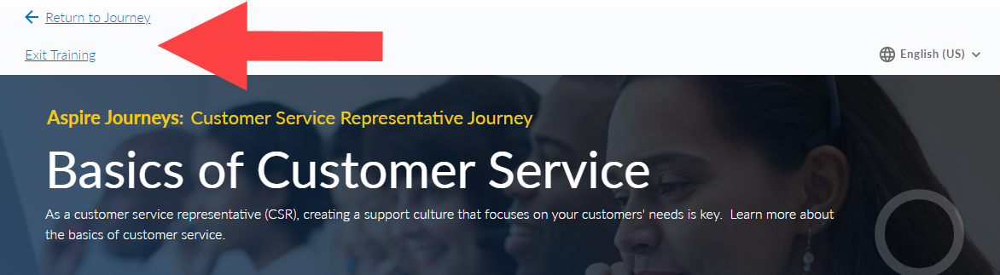 Return to Journey
Exit Training
English (US)
Aspire Journeys: Customer Service Representative Journey
Basics of Customer Service
As a customer service representative (CSR), creating a support culture that focuses on your customers' needs is key. Learn more about
the basics of customer service.